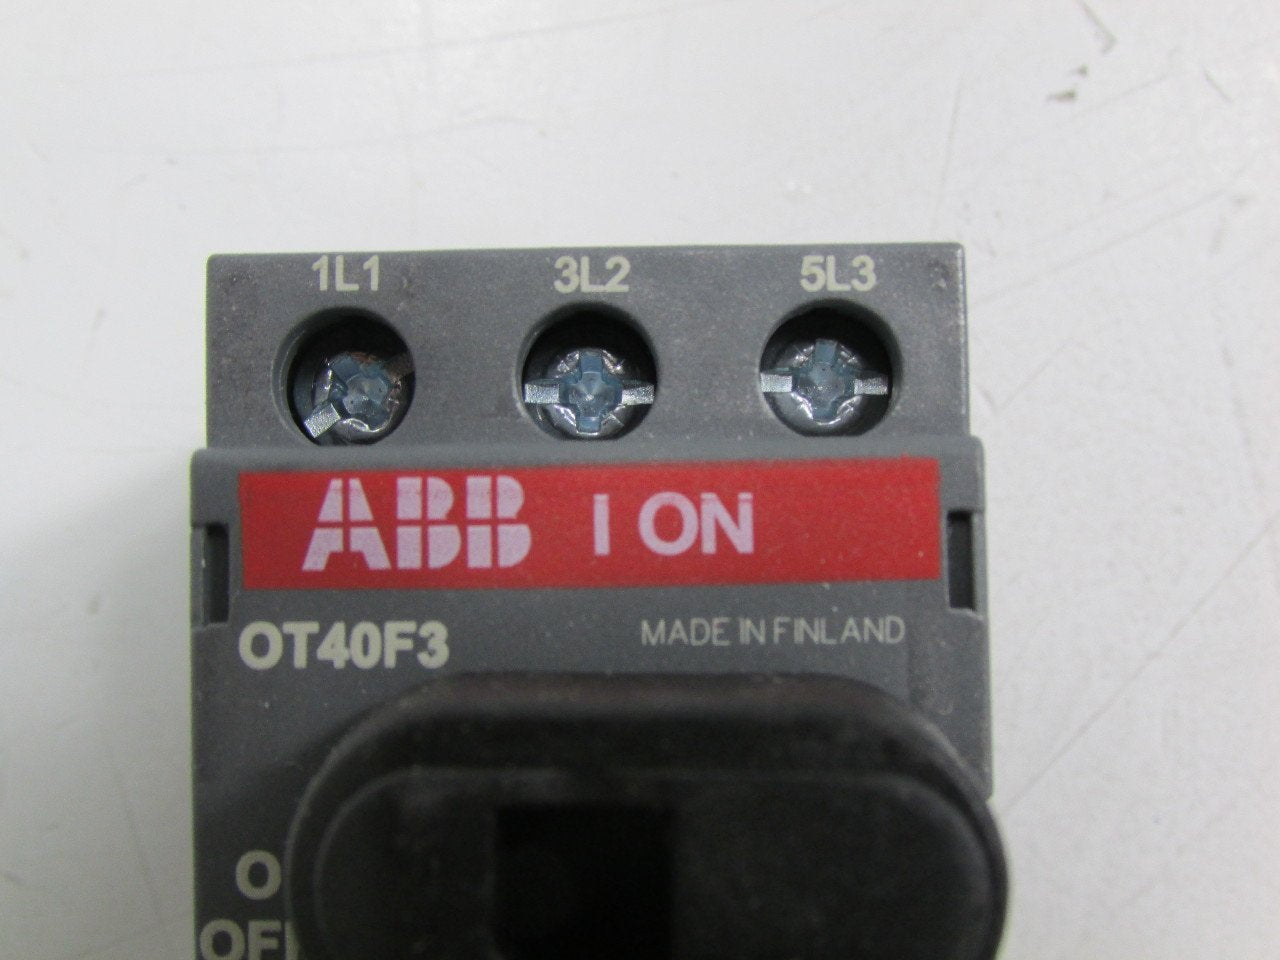 1L1 3L2 5L3
ABB I ON
OT40F3 MADE IN FINLAND
O